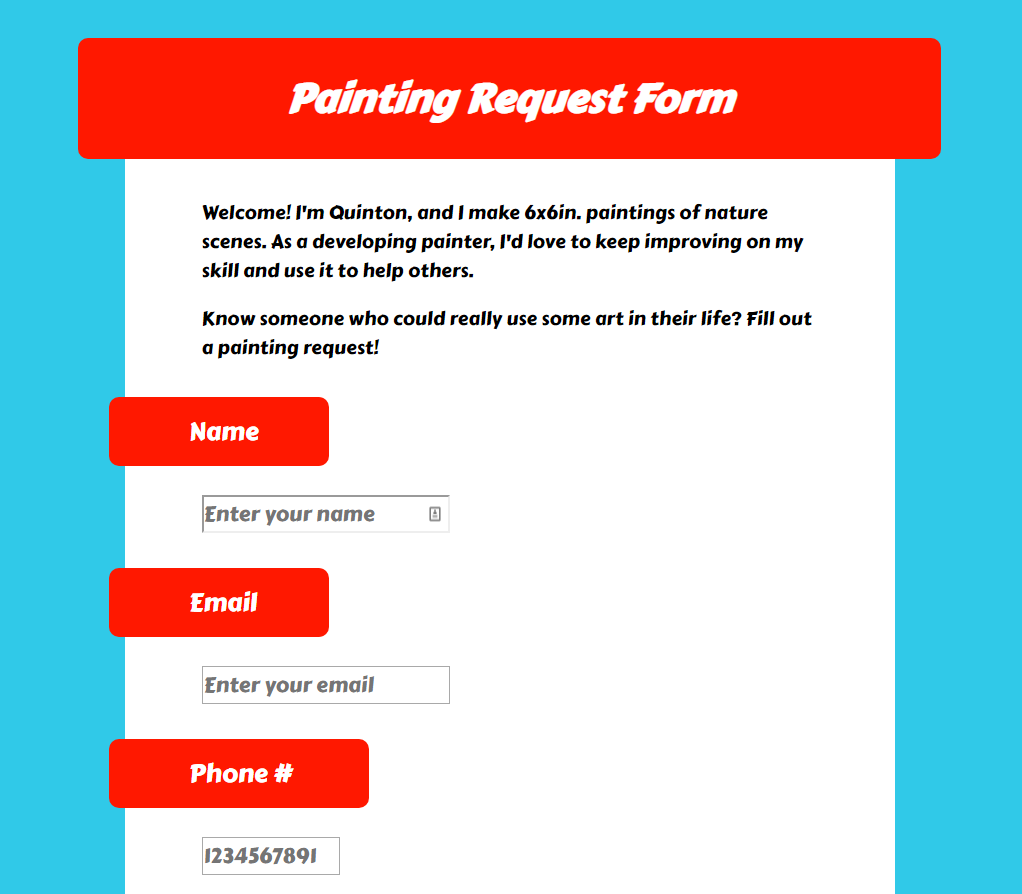 Painting Request Form
Welcome! I'm Quinton, and I make 6x6in. paintings of nature
scenes. As a developing painter, I'd love to keep improving on my
skill and use it to help others.
Know someone who could really use some art in their life? Fill out
a painting request!
Name
Enter your name
Email
Enter your email
Phone #
1234567891